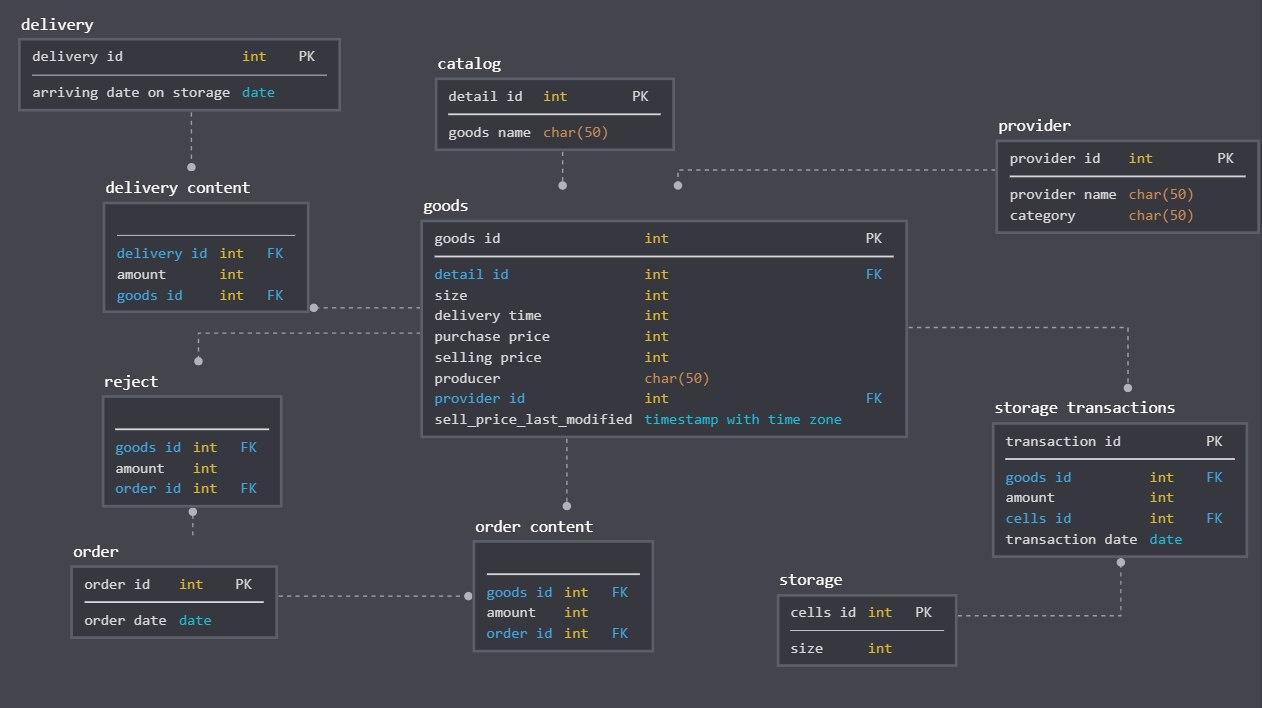 delivery
delivery id int PK
arriving date on storage date
catalog
detail id int PK
goods name char(50)
provider
provider id int PK
provider name char(50)
category char(50)
delivery content
delivery id int FK
amount int
goods id int FK
goods
goods id int PK
detail id int FK
size int
delivery time int
purchase price int
selling price int
producer char(50)
provider id int FK
sell_price_last_modified timestamp with time zone
reject
goods id int FK
amount int
order id int FK
storage transactions
transaction id PK
goods id int FK
amount int
cells id int FK
transaction date date
order
order id int PK
order date date
order content
goods id int FK
amount int
order id int FK
storage
cells id int PK
size int